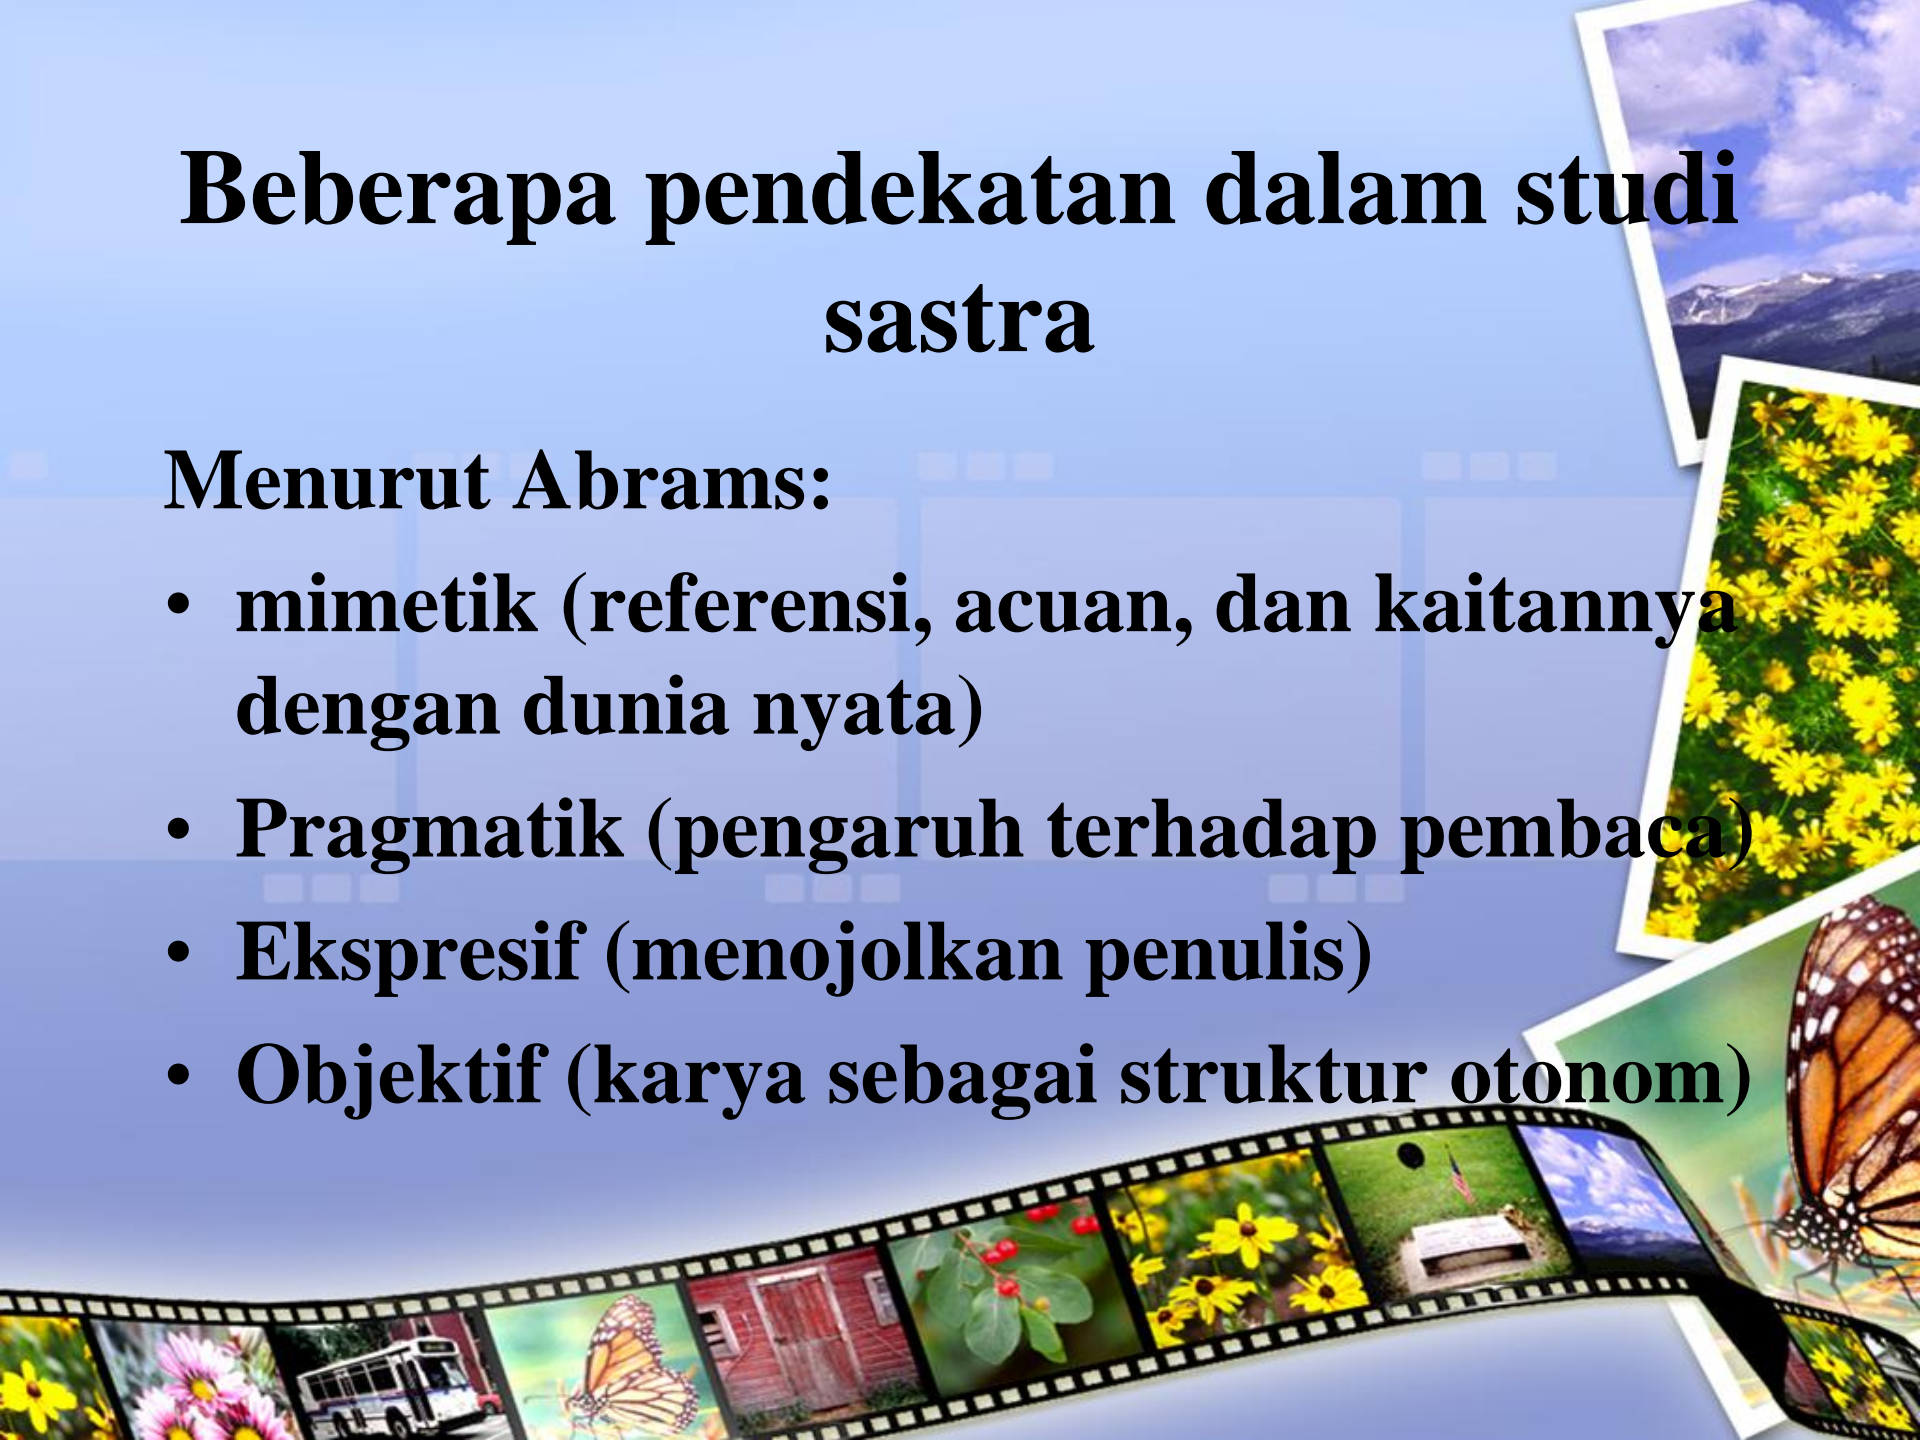 Beberapa pendekatan dalam studi
sastra
Menurut Abrams:
• mimetik (referensi, acuan, dan kaitannya
dengan dunia nyata)
• Pragmatik (pengaruh terhadap pembaca)
• Ekspresif (menojolkan penulis)
• Objektif (karya sebagai struktur otonom)